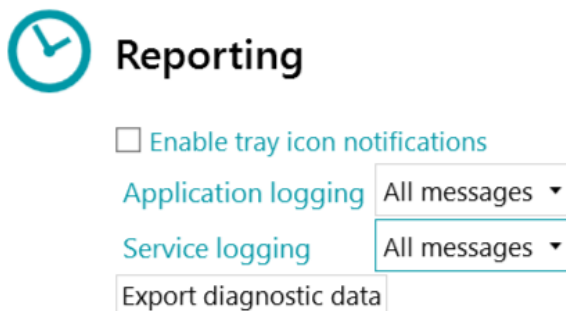 Reporting
Enable tray icon notifications
Application logging All messages
Service logging All messages
Export diagnostic data